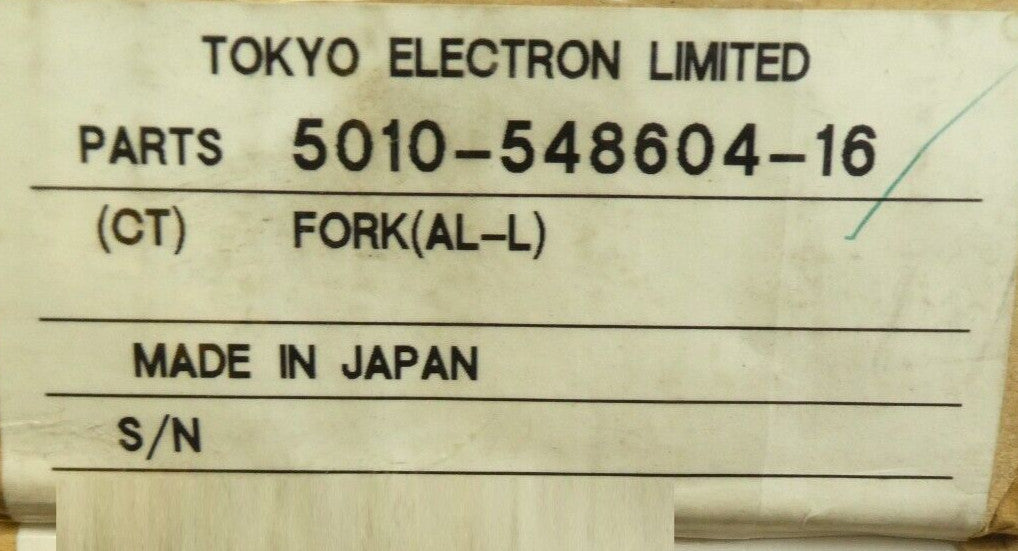 TOKYO ELECTRON LIMITED
PARTS 5010-548604-16
(CT) FORK(AL-L)
MADE IN JAPAN
S/N